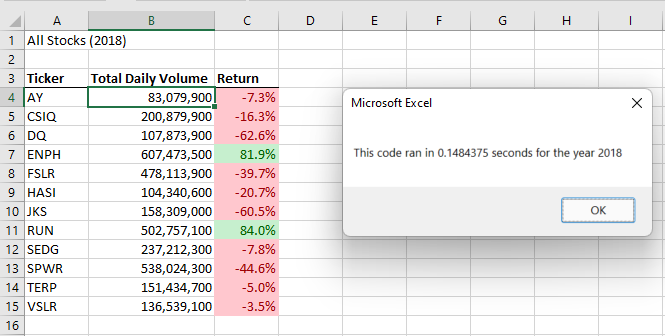 A B C D E F G H I
1 All Stocks (2018)
2
3 Ticker Total Daily Volume Return
4 AY 83,079,900 -7.3%
5 CSIQ 200,879,900 -16.3%
6 DQ 107,873,900 -62.6%
7 ENPH 607,473,500 81.9%
8 FSLR 478,113,900 -39.7%
9 HASI 104,340,600 -20.7%
10 JKS 158,309,000 -60.5%
11 RUN 502,757,100 84.0%
12 SEDG 237,212,300 -7.8%
13 SPWR 538,024,300 -44.6%
14 TERP 151,434,700 -5.0%
15 VSLR 136,539,100 -3.5%
16
Microsoft Excel
This code ran in 0.1484375 seconds for the year 2018
OK